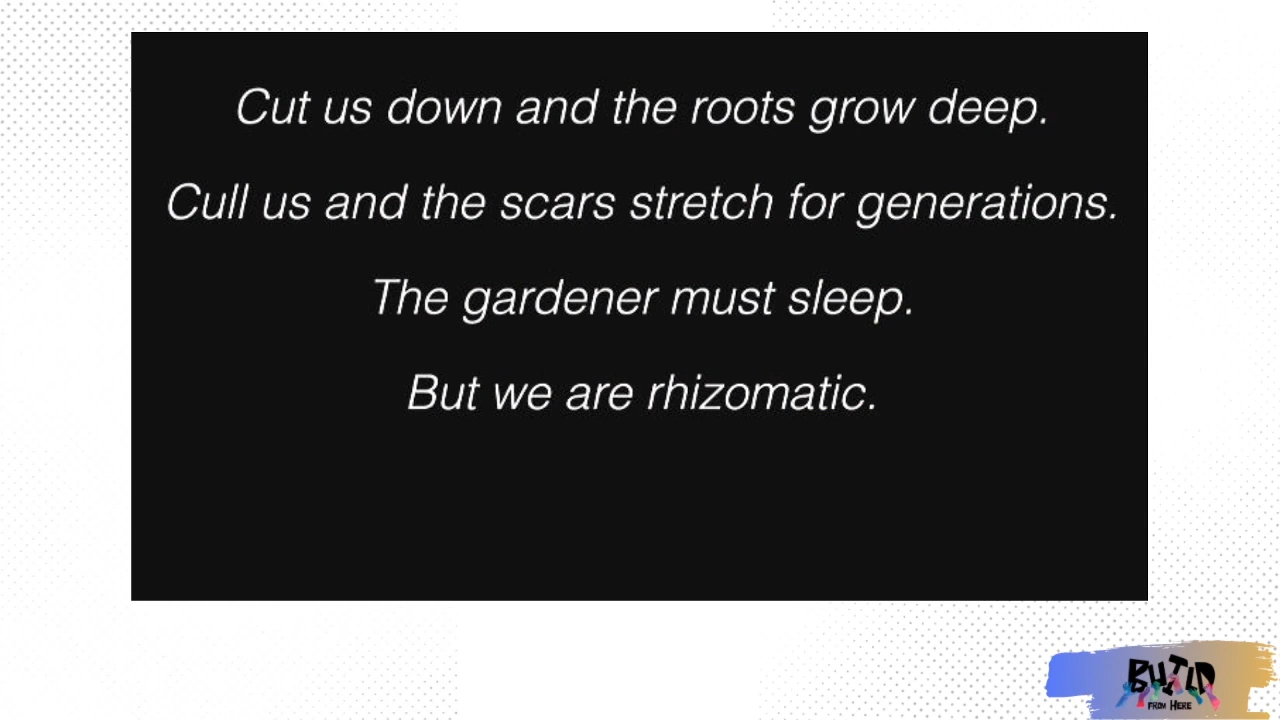 Cut us down and the roots grow deep.
Cull us and the scars stretch for generations.
The gardener must sleep.
But we are rhizomatic.
BUILD
FROM HERE